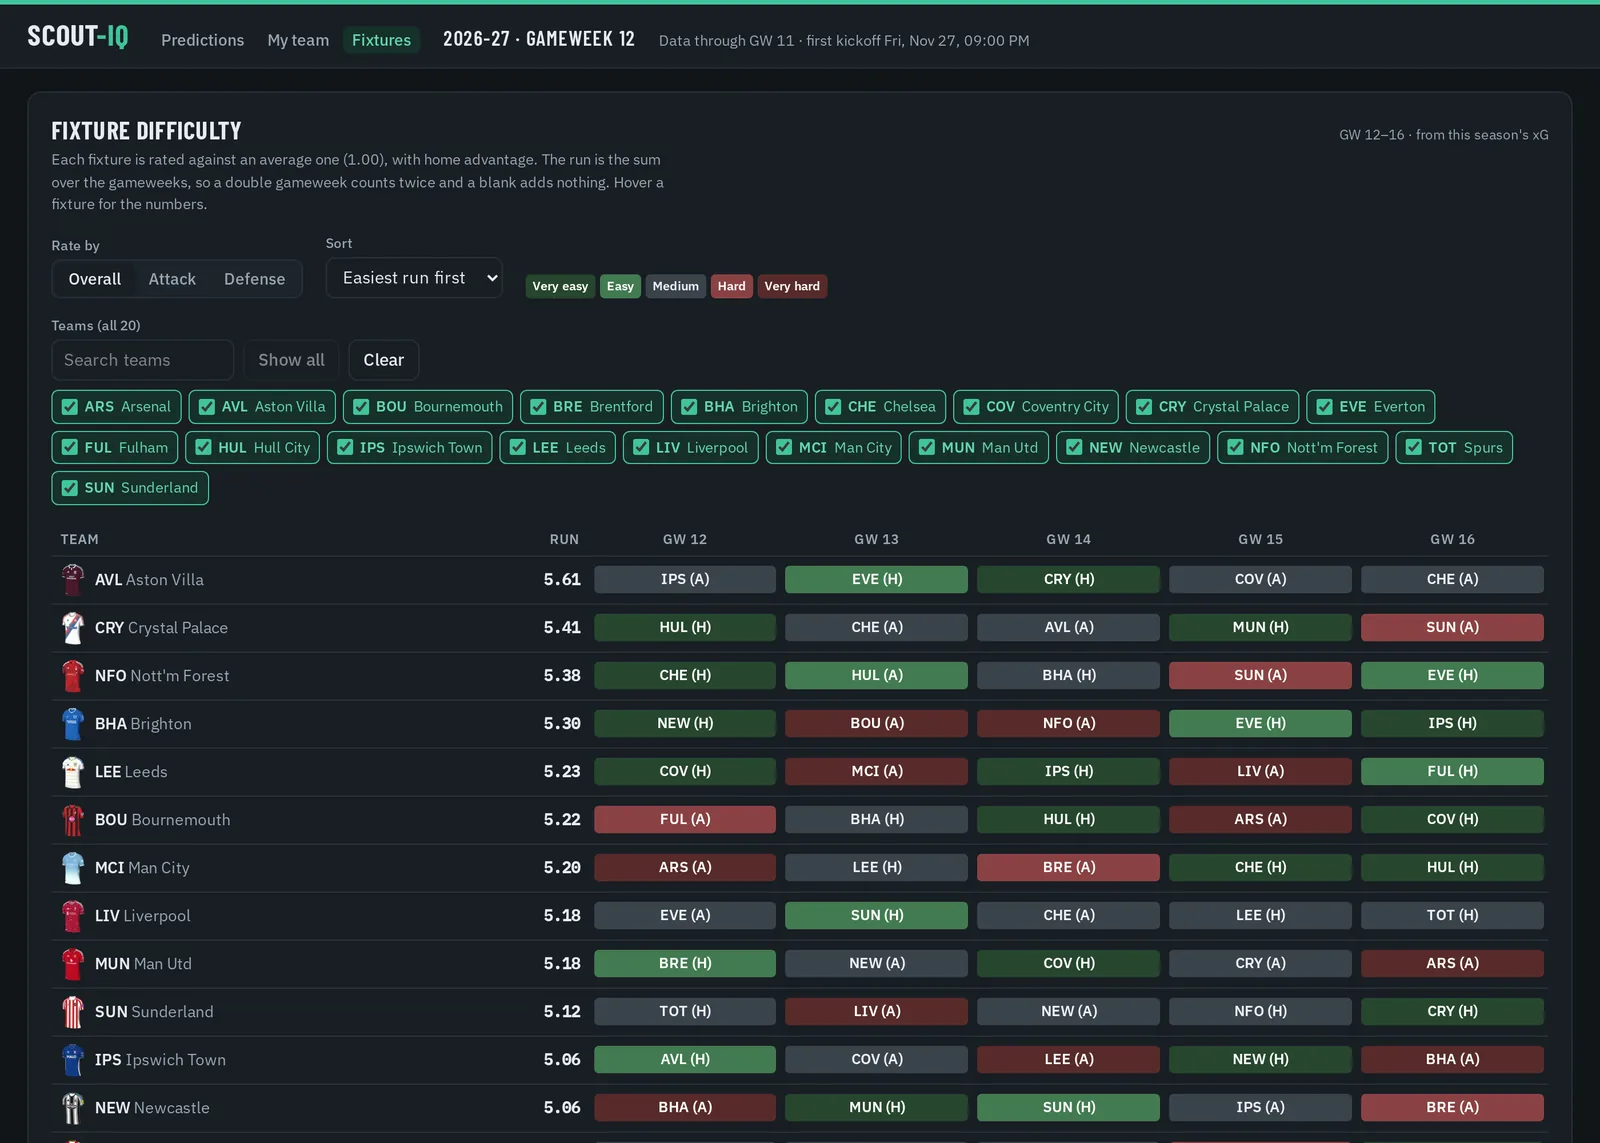 SCOUT-IQ Predictions My team Fixtures 2026-27 · GAMEWEEK 12 Data through GW 11 · first kickoff Fri, Nov 27, 09:00 PM
FIXTURE DIFFICULTY
GW 12–16 · from this season's xG
Each fixture is rated against an average one (1.00), with home advantage. The run is the sum
over the gameweeks, so a double gameweek counts twice and a blank adds nothing. Hover a
fixture for the numbers.
Rate by
Sort
Overall Attack Defense
Easiest run first
Very easy Easy Medium Hard Very hard
Teams (all 20)
Search teams Show all Clear
ARS Arsenal AVL Aston Villa BOU Bournemouth BRE Brentford BHA Brighton CHE Chelsea COV Coventry City CRY Crystal Palace EVE Everton
FUL Fulham HUL Hull City IPS Ipswich Town LEE Leeds LIV Liverpool MCI Man City MUN Man Utd NEW Newcastle NFO Nott'm Forest TOT Spurs
SUN Sunderland
TEAM RUN GW 12 GW 13 GW 14 GW 15 GW 16
AVL Aston Villa 5.61 IPS (A) EVE (H) CRY (H) COV (A) CHE (A)
CRY Crystal Palace 5.41 HUL (H) CHE (A) AVL (A) MUN (H) SUN (A)
NFO Nott'm Forest 5.38 CHE (H) HUL (A) BHA (H) SUN (A) EVE (H)
BHA Brighton 5.30 NEW (H) BOU (A) NFO (A) EVE (H) IPS (H)
LEE Leeds 5.23 COV (H) MCI (A) IPS (H) LIV (A) FUL (H)
BOU Bournemouth 5.22 FUL (A) BHA (H) HUL (H) ARS (A) COV (H)
MCI Man City 5.20 ARS (A) LEE (H) BRE (A) CHE (H) HUL (H)
LIV Liverpool 5.18 EVE (A) SUN (H) CHE (A) LEE (H) TOT (H)
MUN Man Utd 5.18 BRE (H) NEW (A) COV (H) CRY (A) ARS (A)
SUN Sunderland 5.12 TOT (H) LIV (A) NEW (A) NFO (H) CRY (H)
IPS Ipswich Town 5.06 AVL (H) COV (A) LEE (A) NEW (H) BHA (A)
NEW Newcastle 5.06 BHA (A) MUN (H) SUN (H) IPS (A) BRE (A)